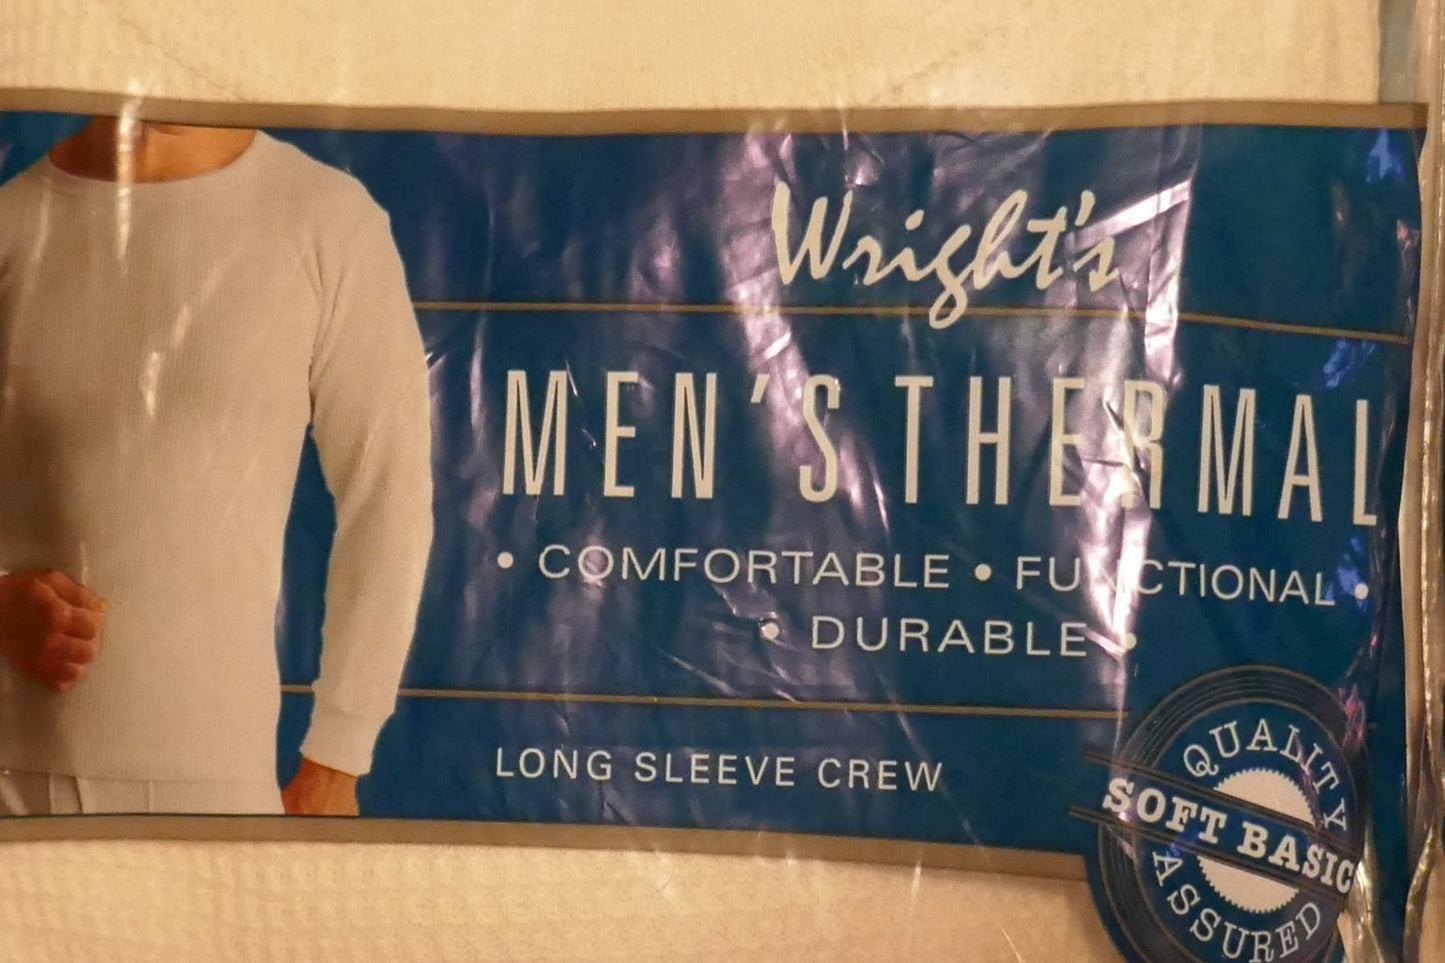 Wright's
MEN'S THERMAL
• COMFORTABLE • FUNCTIONAL •
• DURABLE •
LONG SLEEVE CREW
QUALITY
SOFT BASIC
ASSURED